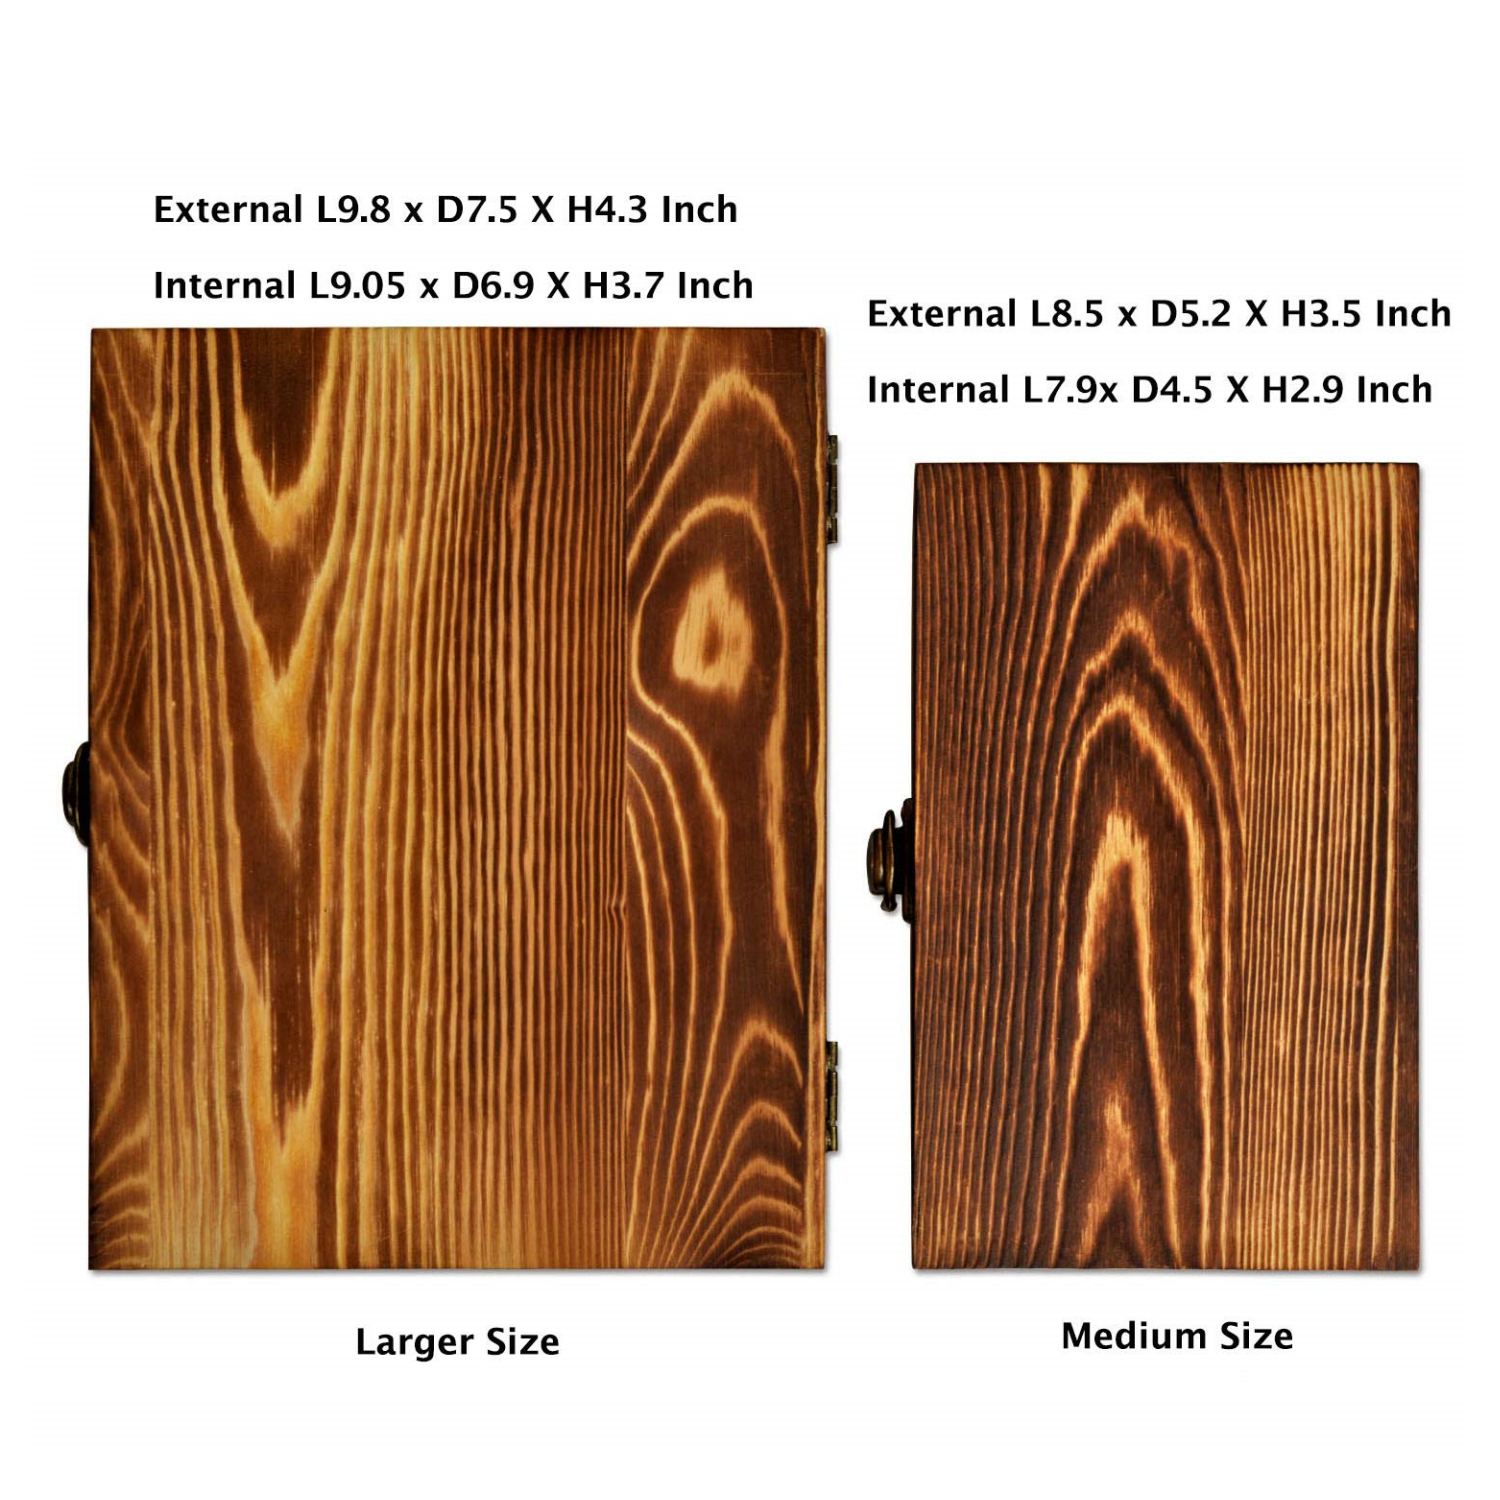 External L9.8 x D7.5 X H4.3 Inch
Internal L9.05 x D6.9 X H3.7 Inch
External L8.5 x D5.2 X H3.5 Inch
Internal L7.9x D4.5 X H2.9 Inch
Larger Size
Medium Size